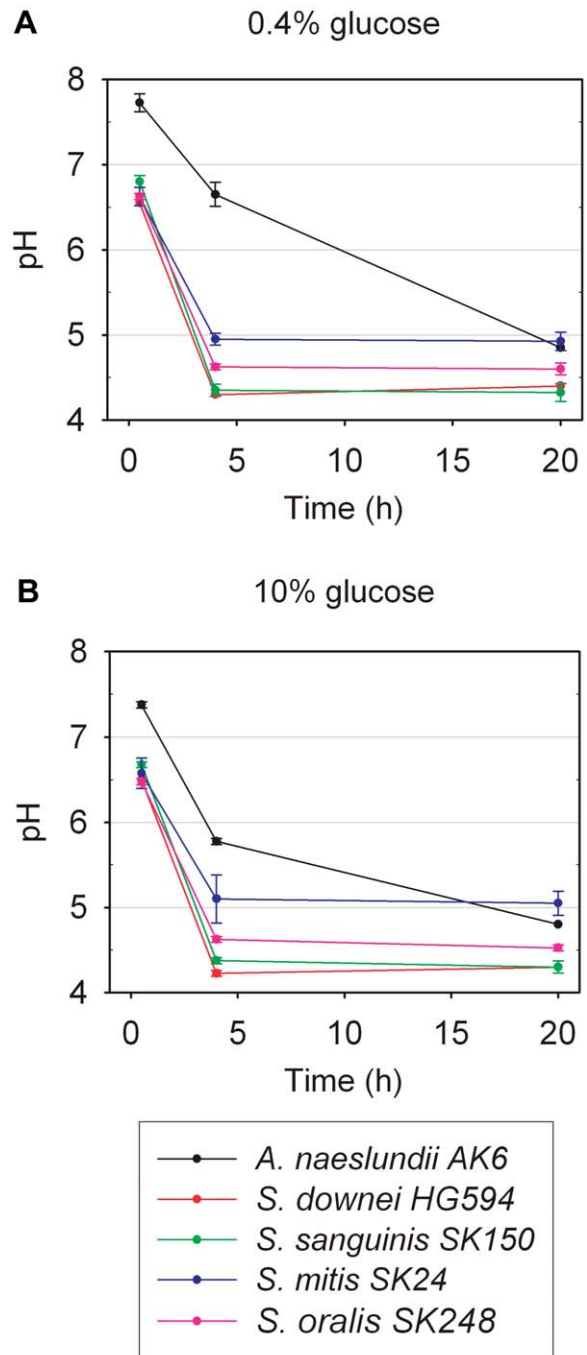 A
0.4% glucose
8
7
6
5
4
pH
0 5 10 15 20
Time (h)
B
10% glucose
8
7
6
5
4
pH
0 5 10 15 20
Time (h)
A. naeslundii AK6
S. downei HG594
S. sanguinis SK150
S. mitis SK24
S. oralis SK248